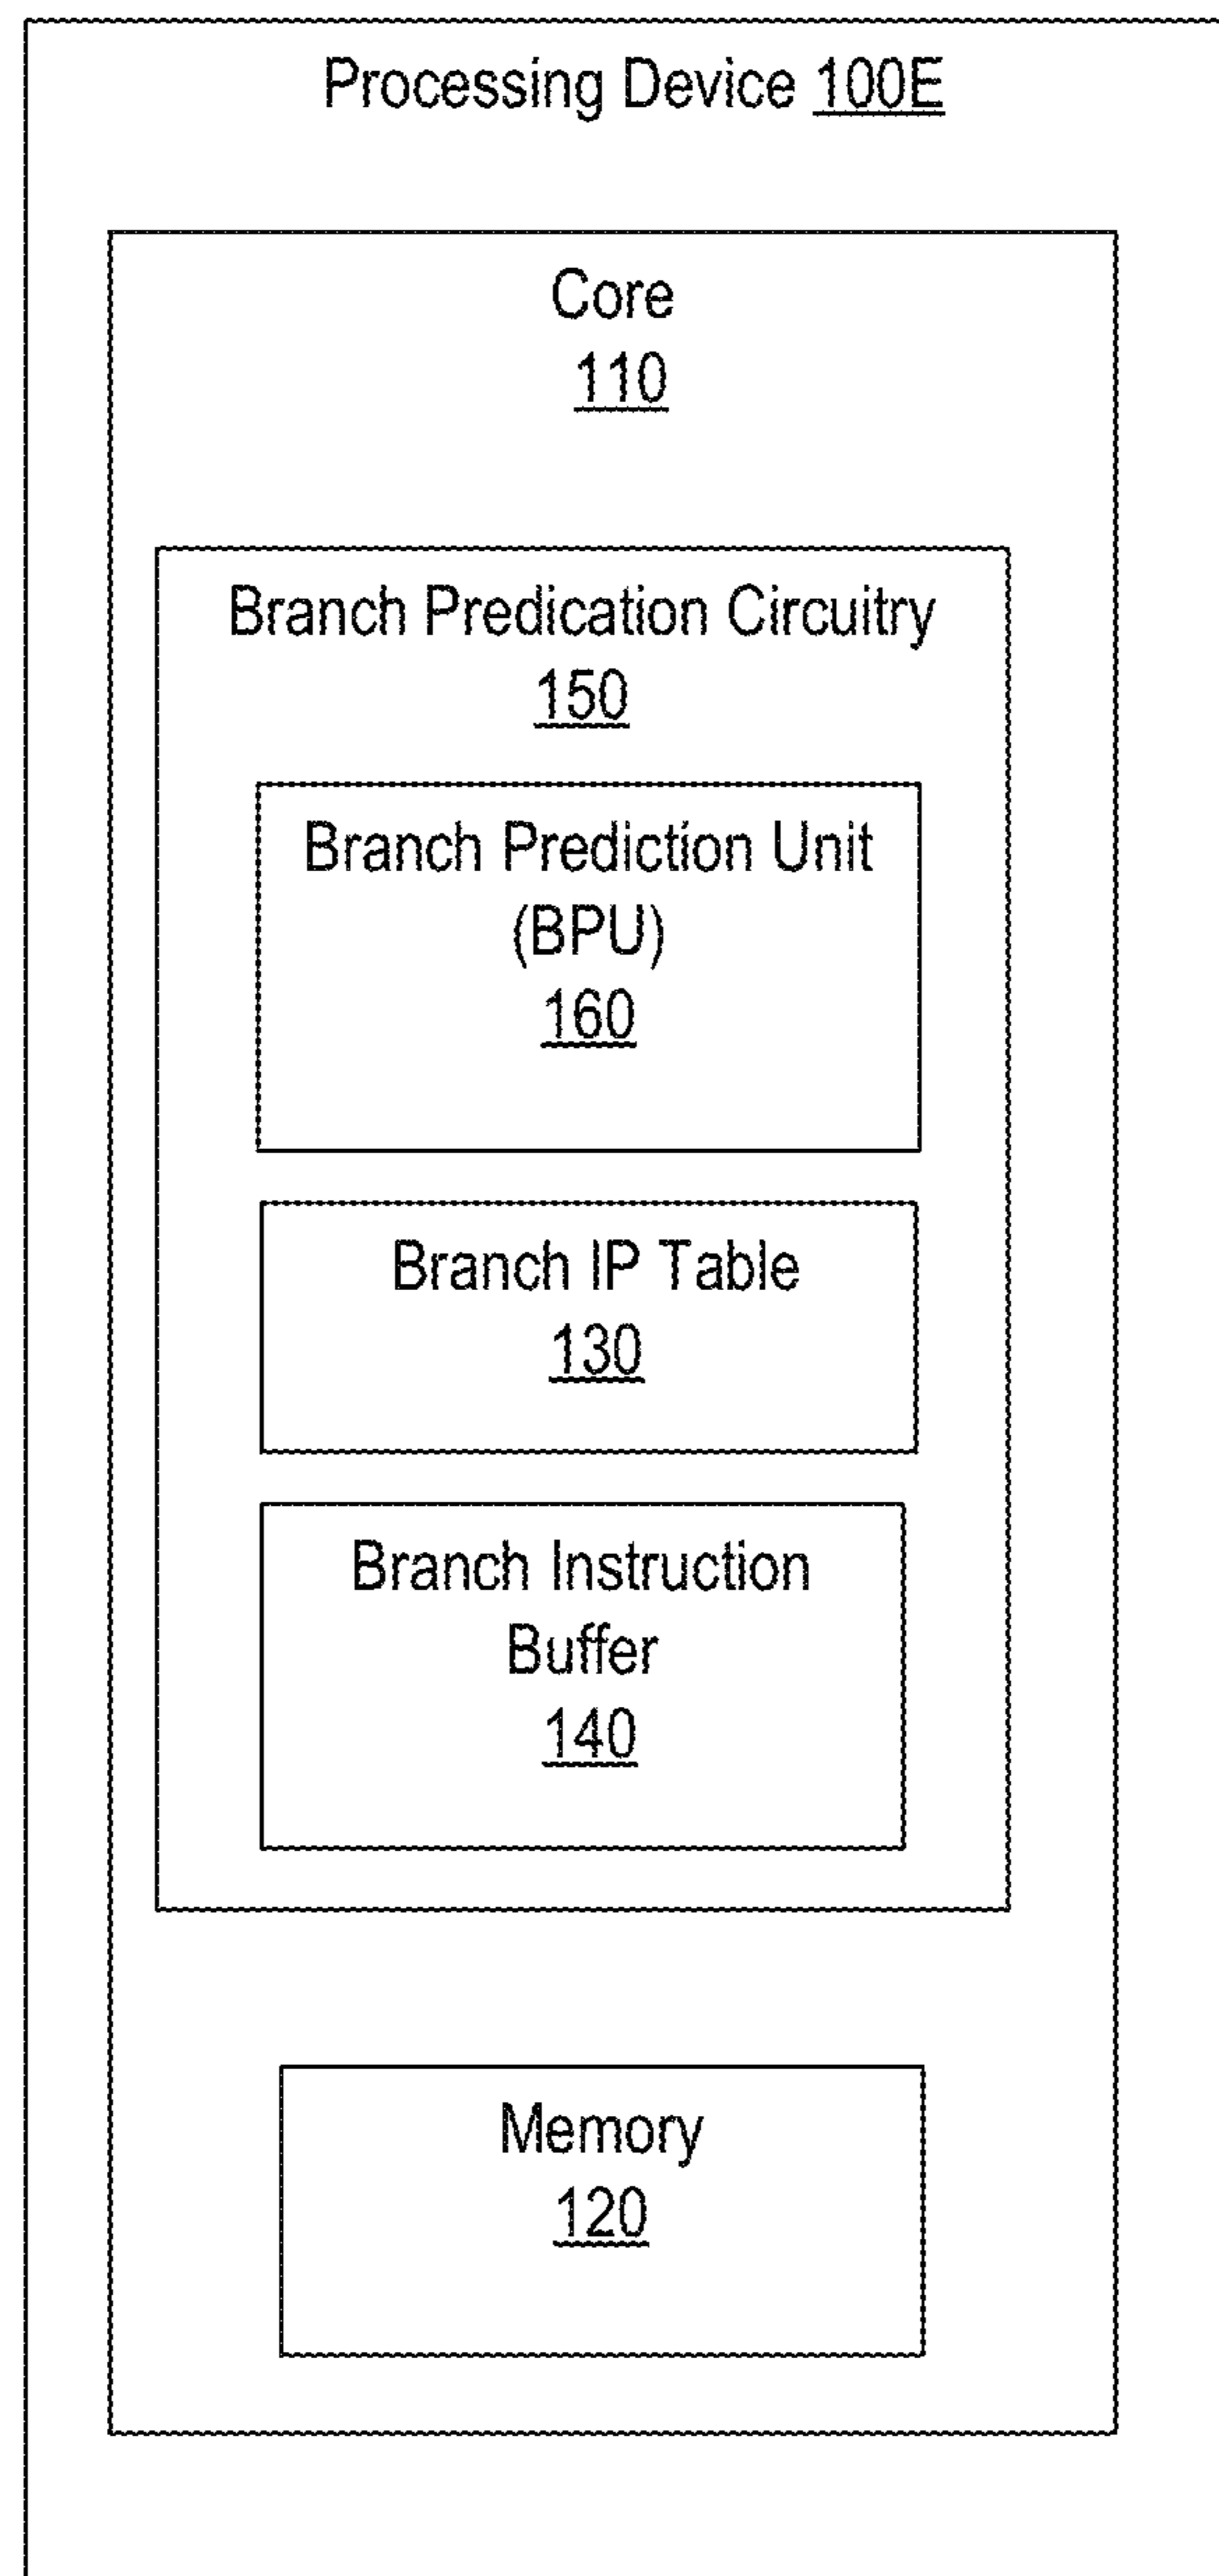 Processing Device 100E
Core
110
Branch Predication Circuitry
150
Branch Prediction Unit
(BPU)
160
Branch IP Table
130
Branch Instruction
Buffer
140
Memory
120